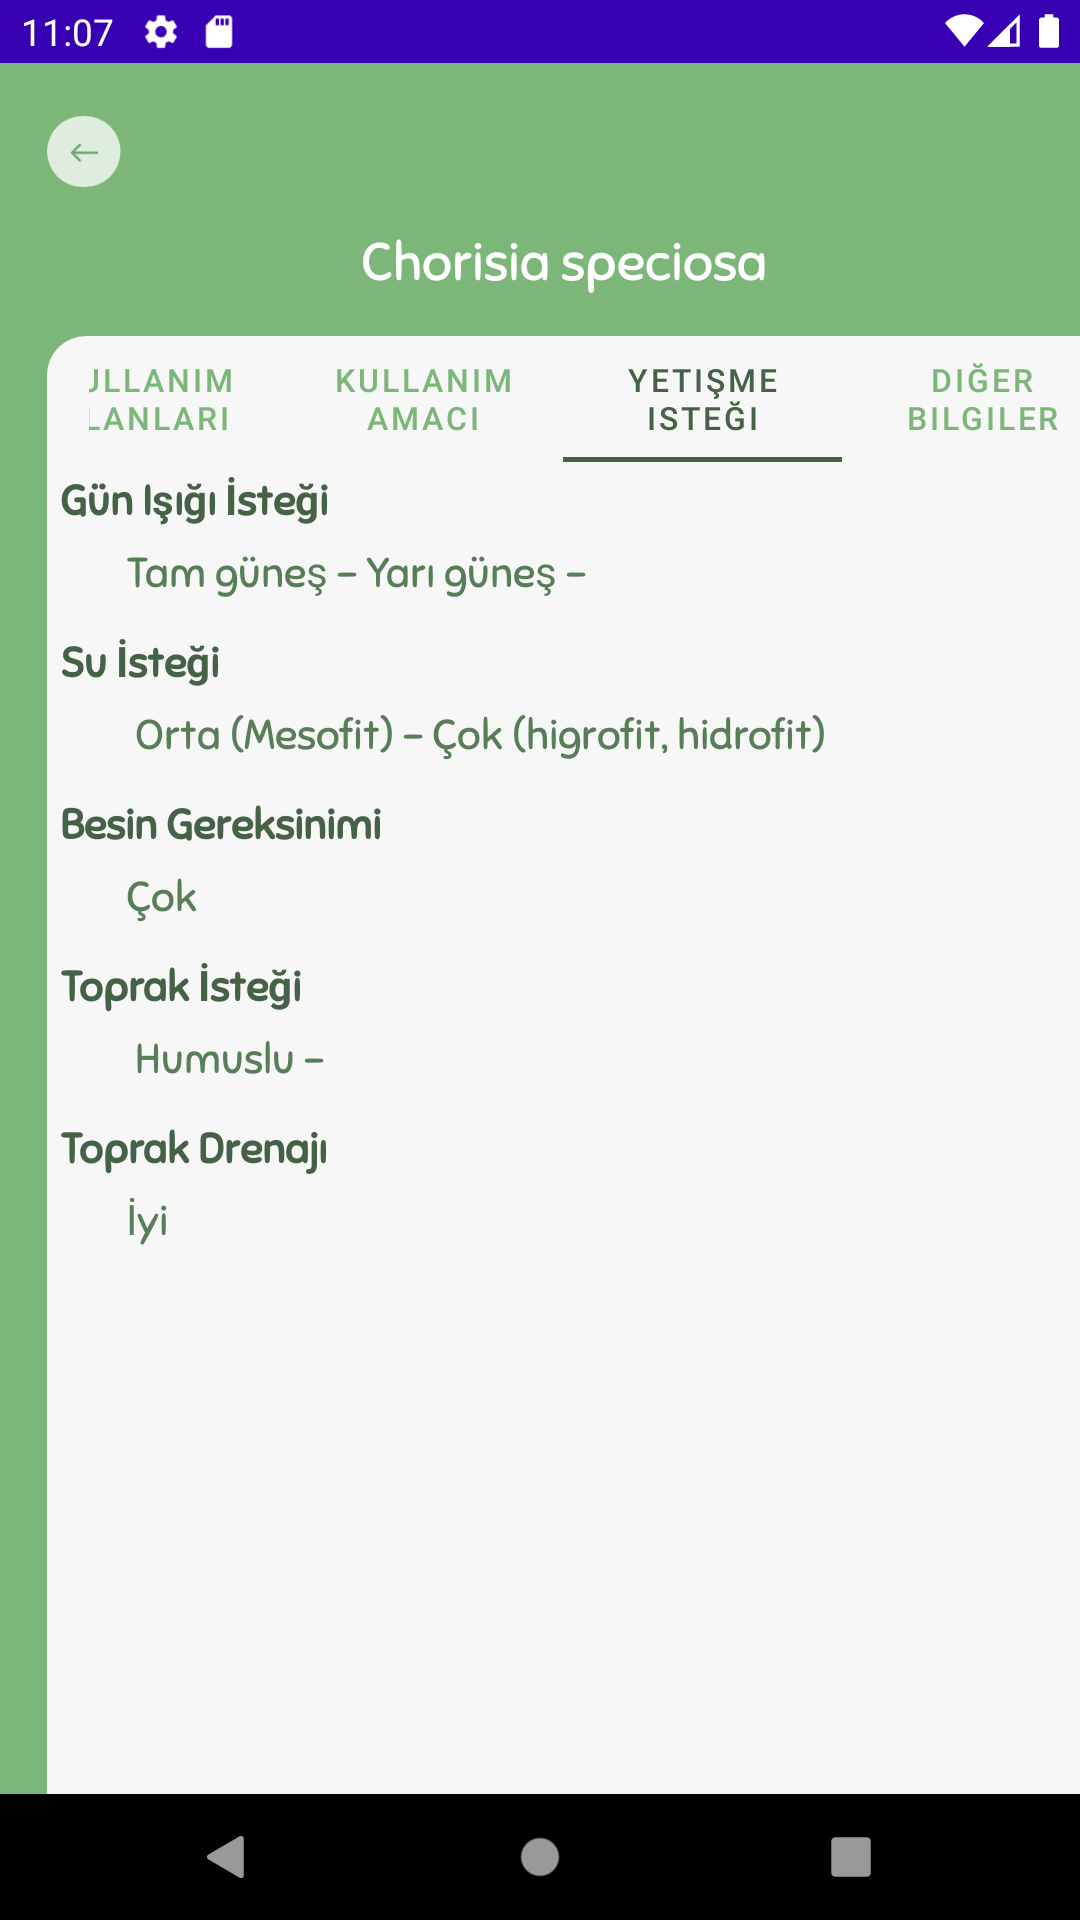 11:07
Chorisia speciosa
ULLANIM
LANLARI
KULLANIM
AMACI
YETIŞME
ISTEĞI
DIĞER
BILGILER
Gün Işığı İsteği
Tam güneş – Yarı güneş –
Su İsteği
Orta (Mesofit) – Çok (higrofit, hidrofit)
Besin Gereksinimi
Çok
Toprak İsteği
Humuslu –
Toprak Drenajı
İyi